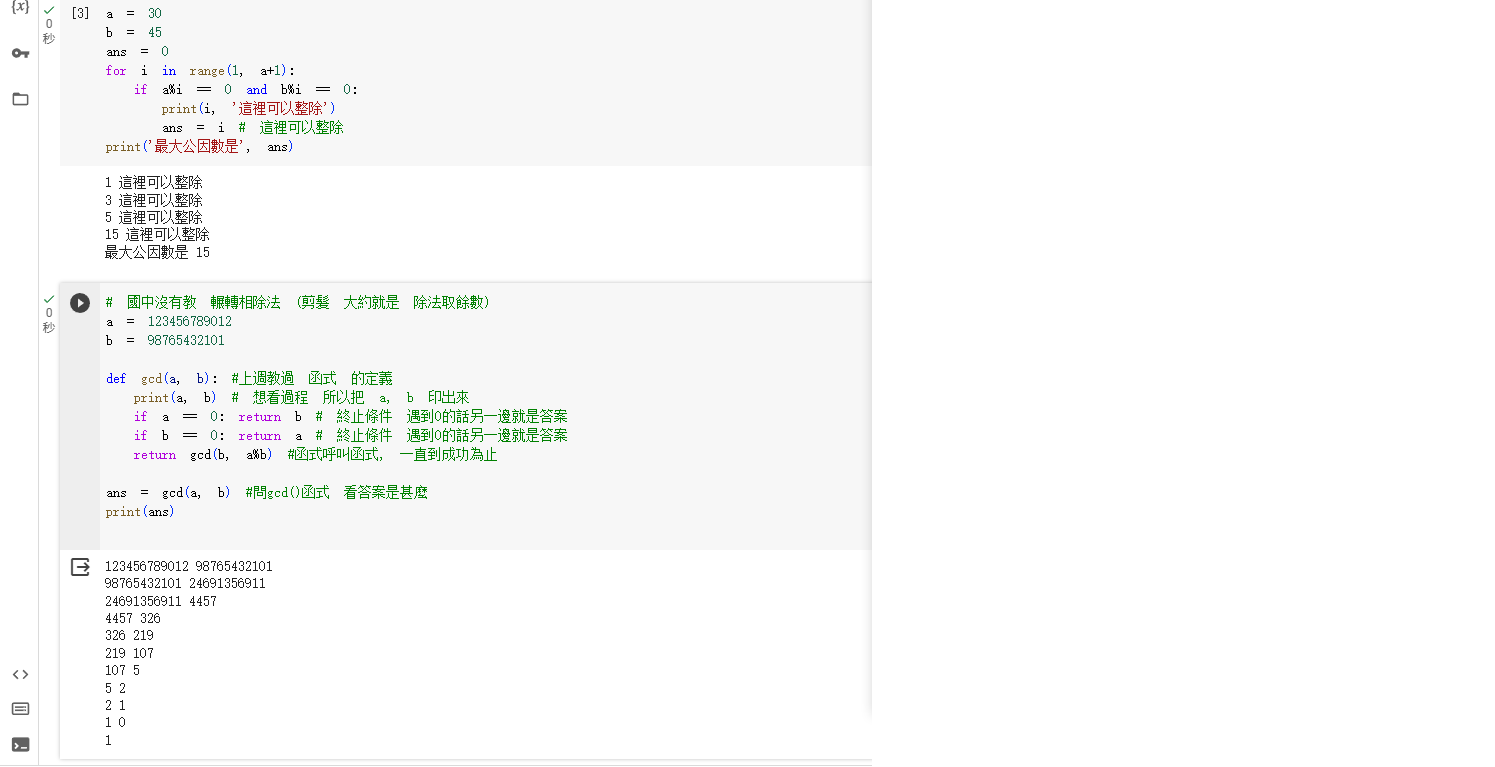 {x}
0
秒
[3] a = 30
b = 45
ans = 0
for i in range(1, a+1):
    if a%i == 0 and b%i == 0:
        print(i, '這裡可以整除')
        ans = i # 這裡可以整除
print('最大公因數是', ans)
1 這裡可以整除
3 這裡可以整除
5 這裡可以整除
15 這裡可以整除
最大公因數是 15
0
秒
# 國中沒有教 輾轉相除法 (剪髮 大約就是 除法取餘數)
a = 123456789012
b = 98765432101
def gcd(a, b): #上週教過 函式 的定義
    print(a, b) # 想看過程 所以把 a, b 印出來
    if a == 0: return b # 終止條件 遇到0的話另一邊就是答案
    if b == 0: return a # 終止條件 遇到0的話另一邊就是答案
    return gcd(b, a%b) #函式呼叫函式, 一直到成功為止
ans = gcd(a, b) #問gcd()函式 看答案是甚麼
print(ans)
123456789012 98765432101
98765432101 24691356911
24691356911 4457
4457 326
326 219
219 107
107 5
5 2
2 1
1 0
1